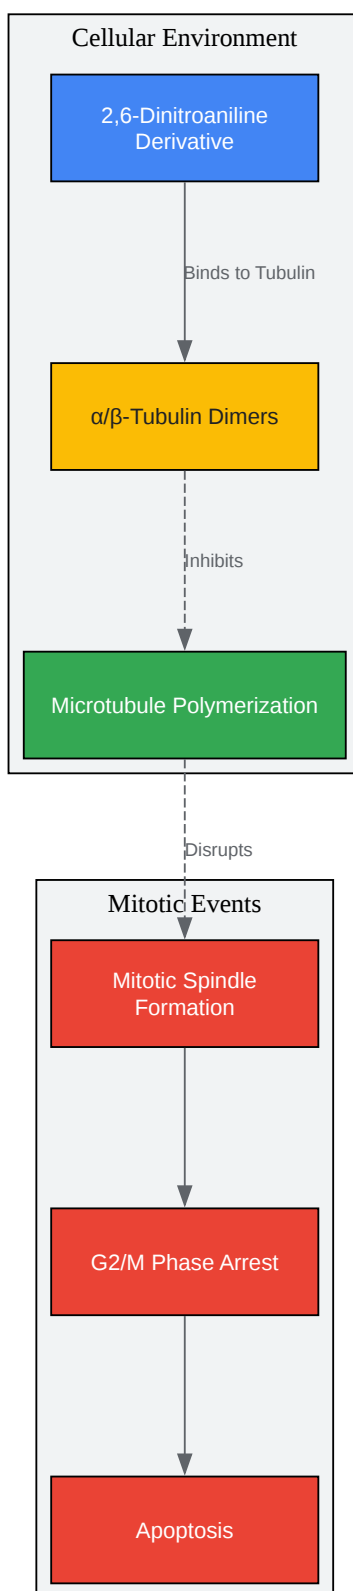 Cellular Environment
2,6-Dinitroaniline
Derivative
Binds to Tubulin
α/β-Tubulin Dimers
Inhibits
Microtubule Polymerization
Disrupts
Mitotic Events
Mitotic Spindle
Formation
G2/M Phase Arrest
Apoptosis